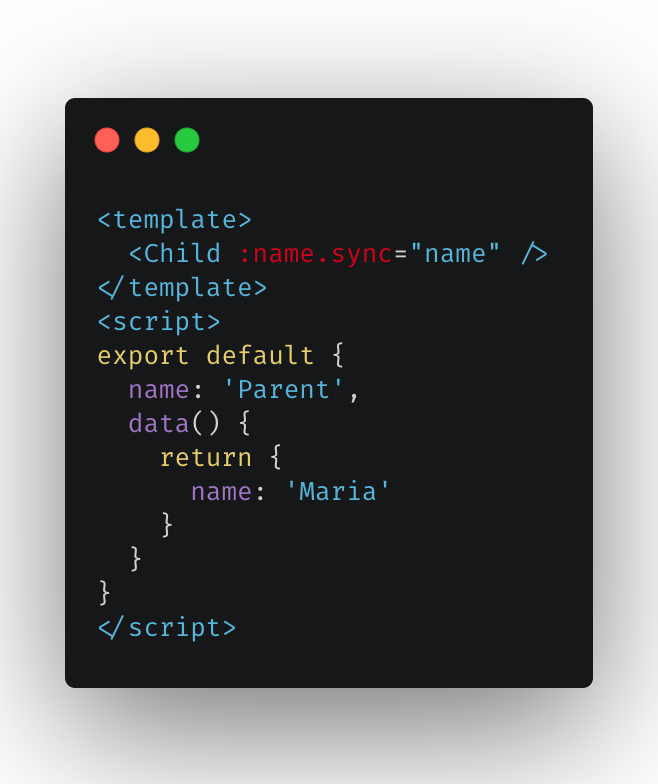 <template>
  <Child :name.sync="name" />
</template>
<script>
export default {
  name: 'Parent',
  data() {
    return {
      name: 'Maria'
    }
  }
}
</script>